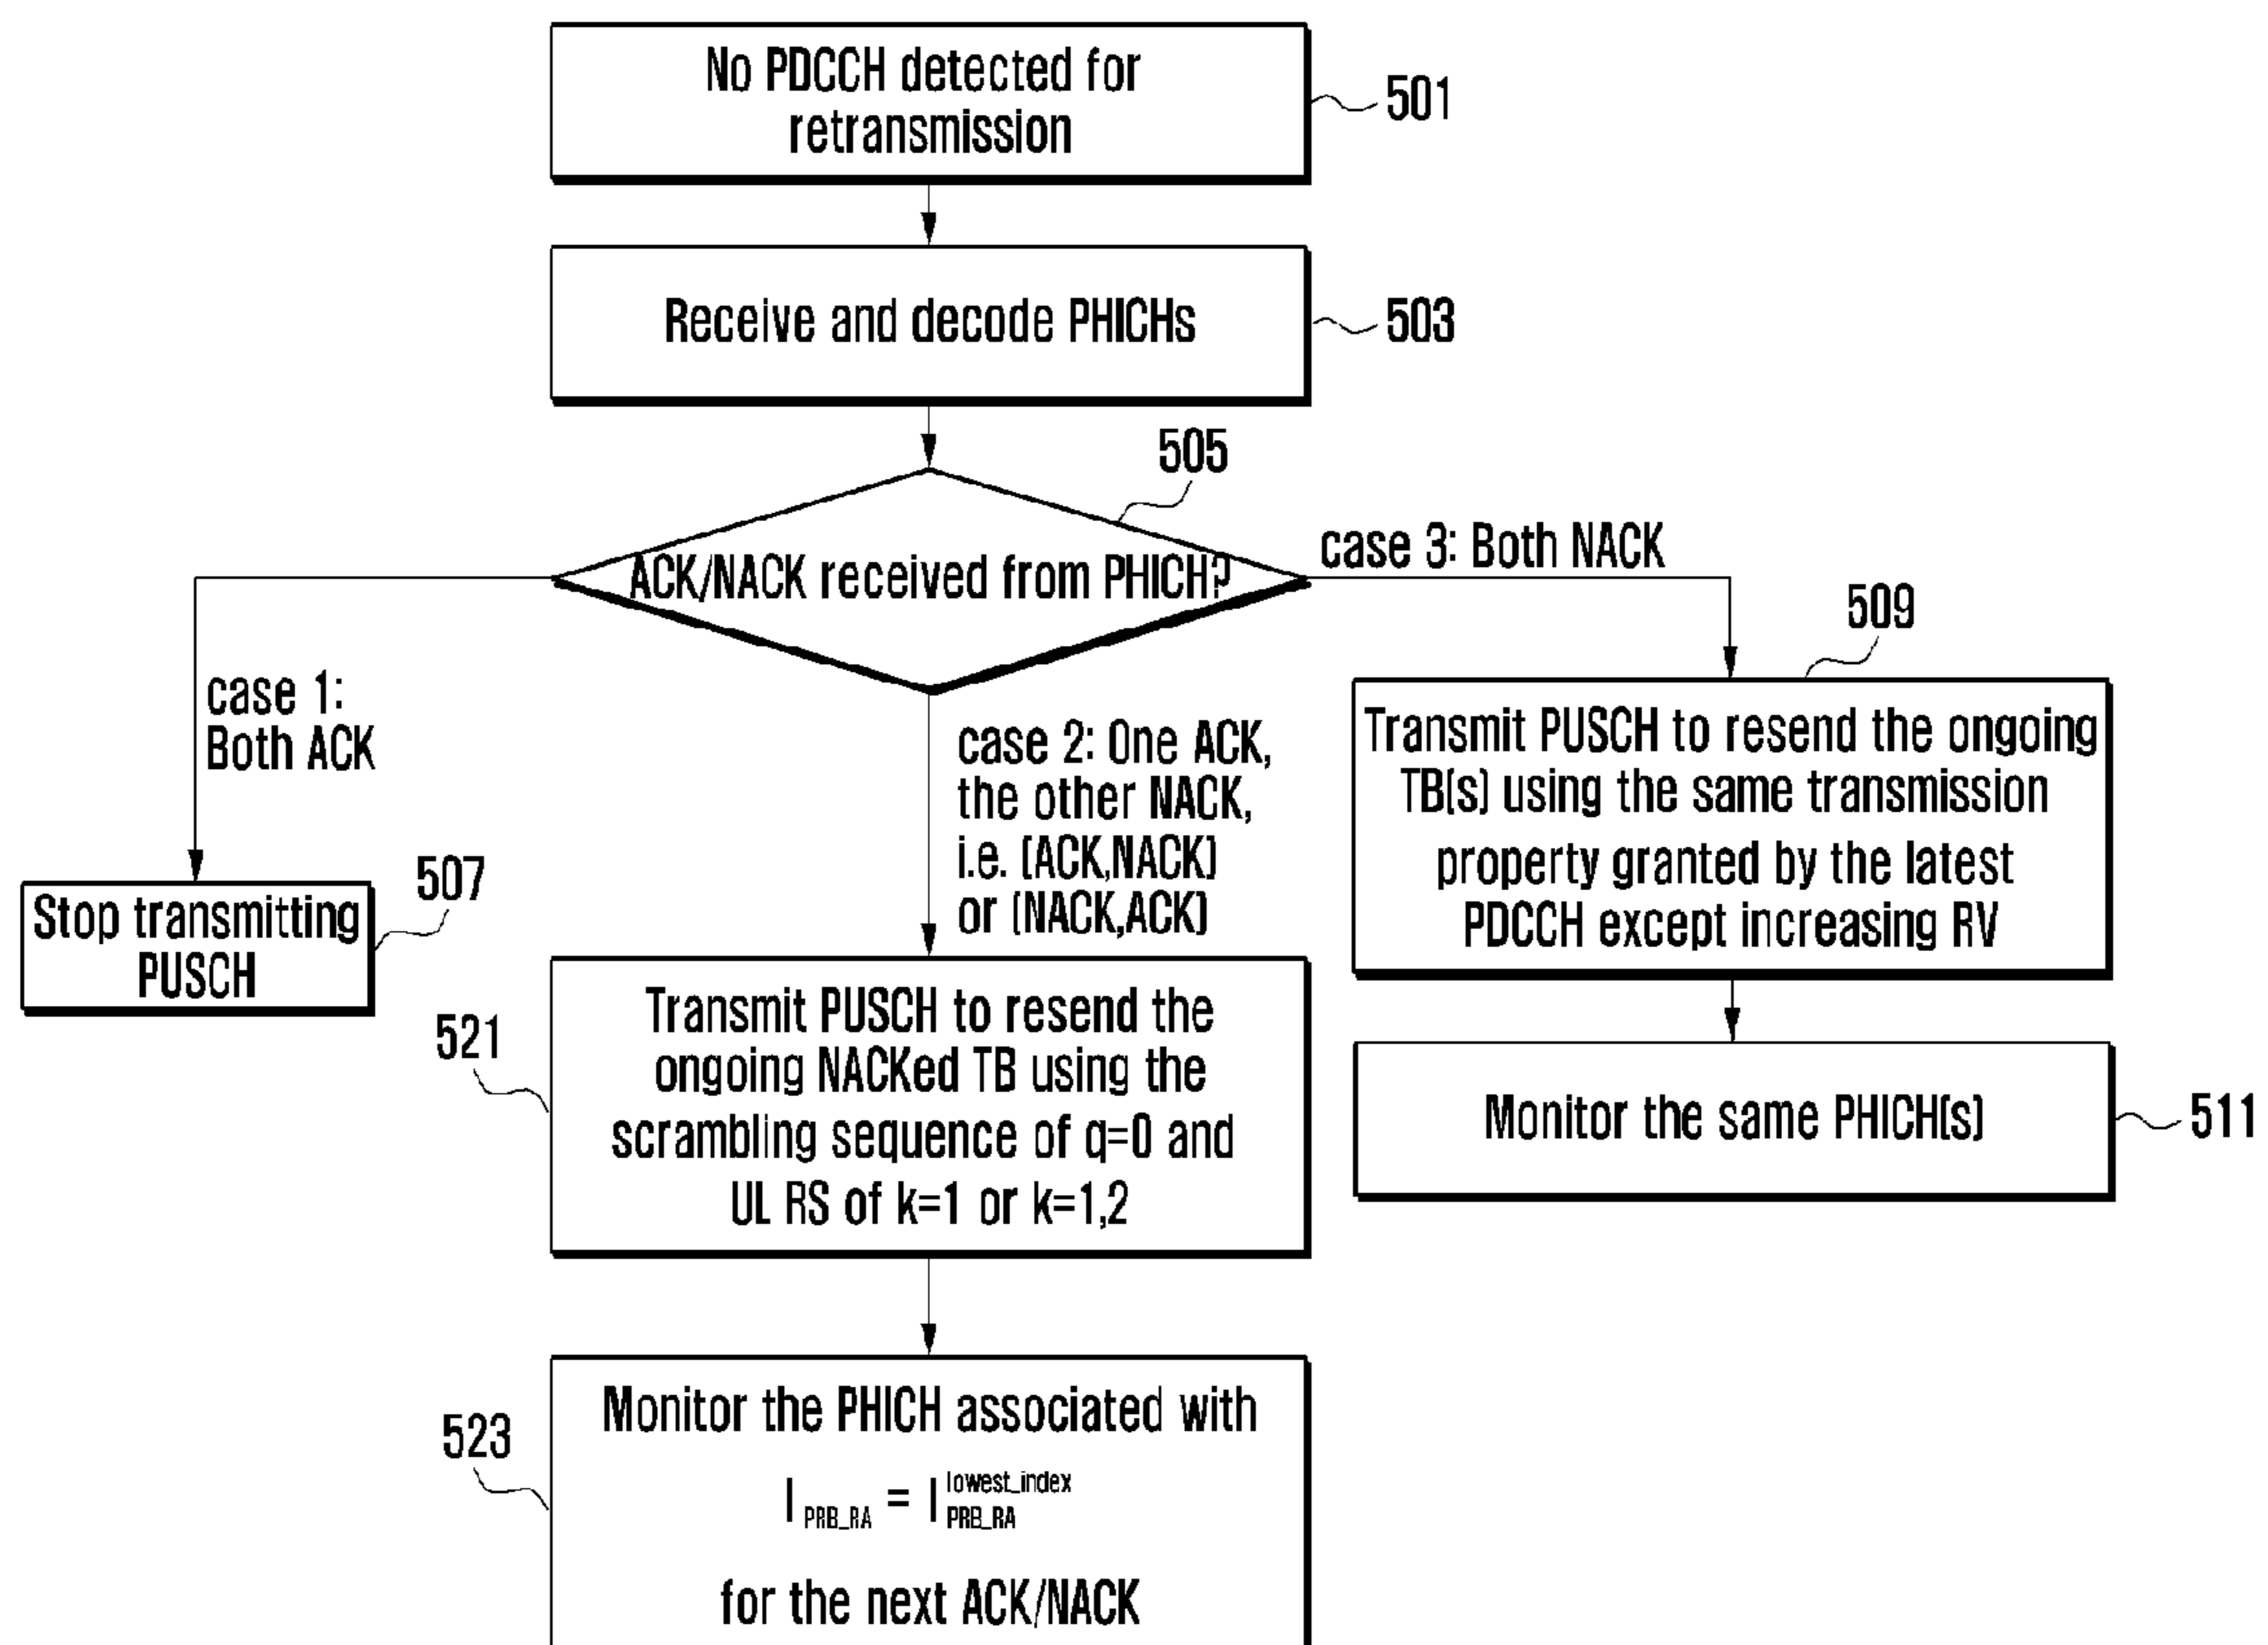 No PDCCH detected for
retransmission
501
Receive and decode PHICHs
503
505
ACK/NACK received from PHICH?
case 3: Both NACK
case 1:
Both ACK
case 2: One ACK,
the other NACK,
i.e. (ACK,NACK)
or (NACK,ACK)
509
Transmit PUSCH to resend the ongoing
TB(s) using the same transmission
property granted by the latest
PDCCH except increasing RV
507
Stop transmitting
PUSCH
521
Transmit PUSCH to resend the
ongoing NACKed TB using the
scrambling sequence of q=0 and
UL RS of k=1 or k=1,2
Monitor the same PHICH(s)
511
523
Monitor the PHICH associated with
I PRB_RA = I PRB_RA lowest_index
for the next ACK/NACK